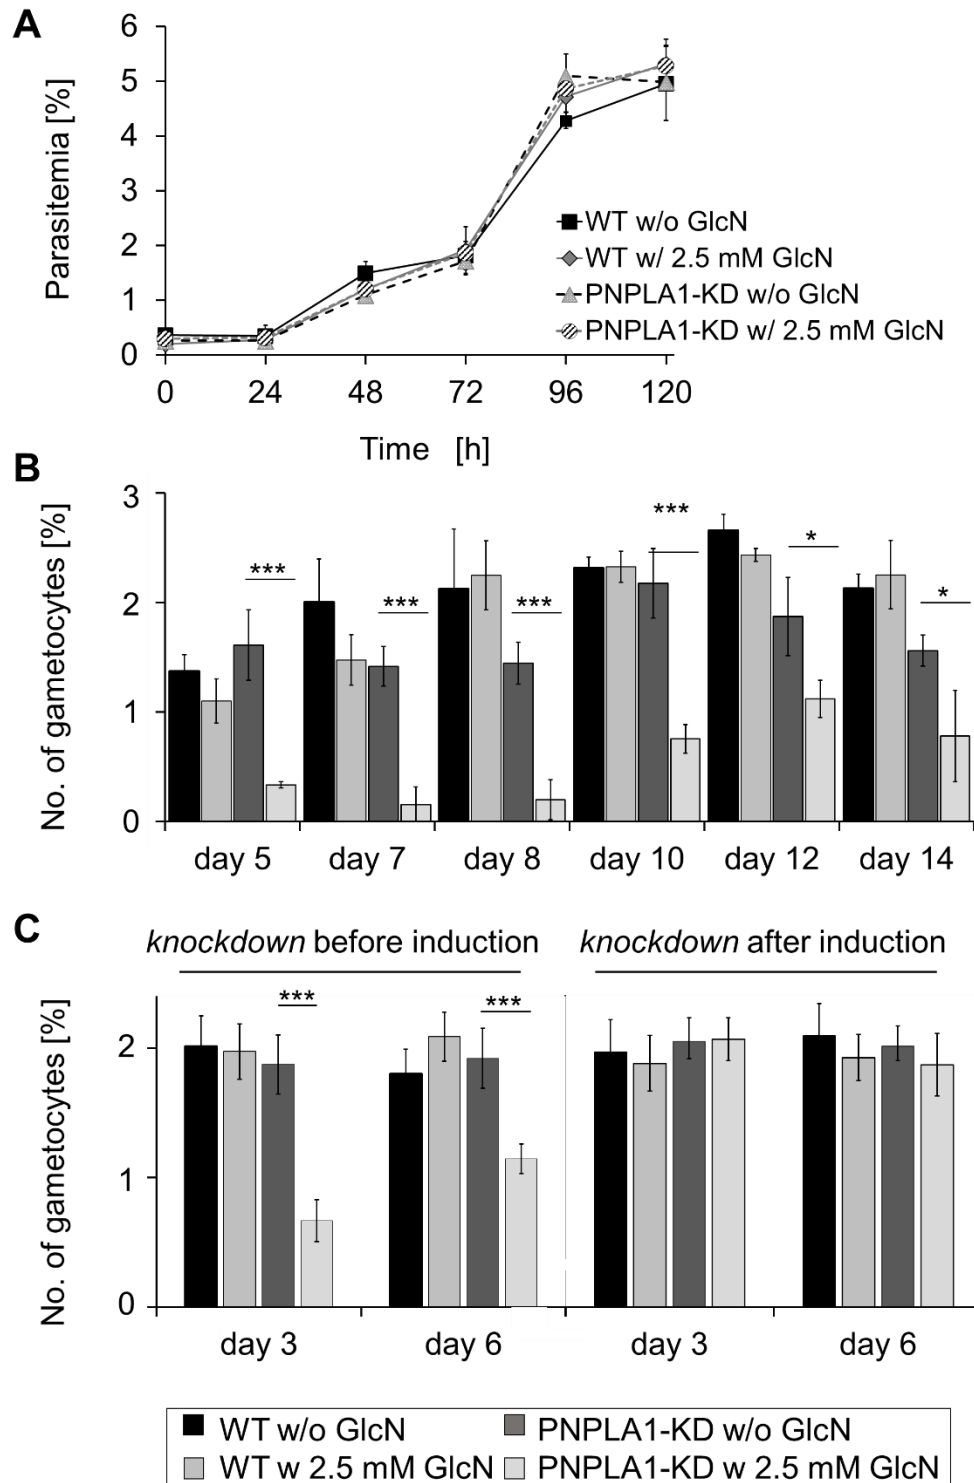 A
Parasitemia [%]
6
5
4
3
2
1
0
WT w/o GlcN
WT w/ 2.5 mM GlcN
PNPLA1-KD w/o GlcN
PNPLA1-KD w/ 2.5 mM GlcN
0 24 48 72 96 120
Time [h]
B
No. of gametocytes [%]
3
2
1
0
*** *** *** *** * *
day 5 day 7 day 8 day 10 day 12 day 14
C
knockdown before induction knockdown after induction
No. of gametocytes [%]
2
1
0
*** ***
day 3 day 6 day 3 day 6
WT w/o GlcN PNPLA1-KD w/o GlcN
WT w 2.5 mM GlcN PNPLA1-KD w 2.5 mM GlcN